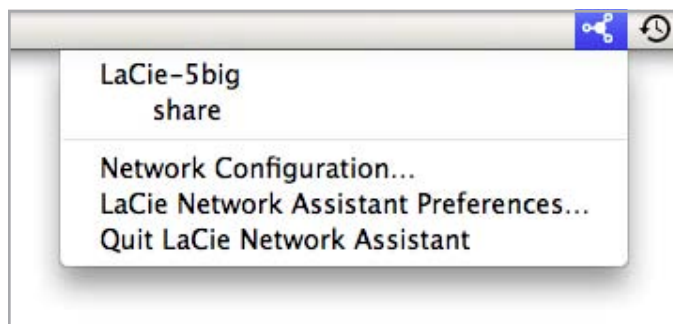 LaCie-5big
share
Network Configuration...
LaCie Network Assistant Preferences...
Quit LaCie Network Assistant